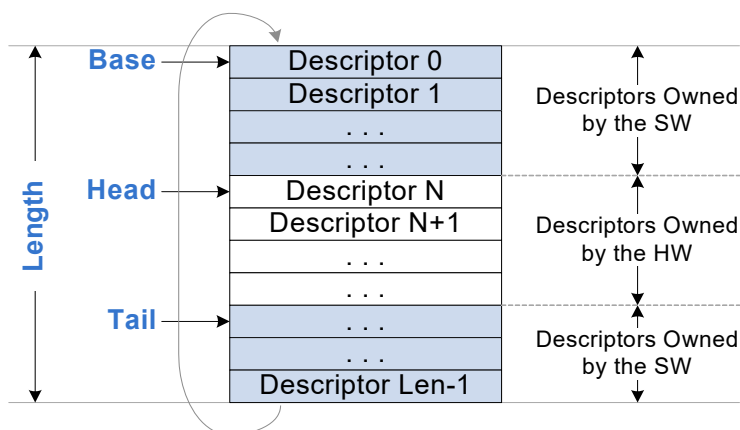 Base
Descriptor 0
Descriptor 1
. . .
. . .
Descriptors Owned
by the SW
Length
Head
Descriptor N
Descriptor N+1
. . .
. . .
Descriptors Owned
by the HW
Tail
. . .
. . .
Descriptor Len-1
Descriptors Owned
by the SW